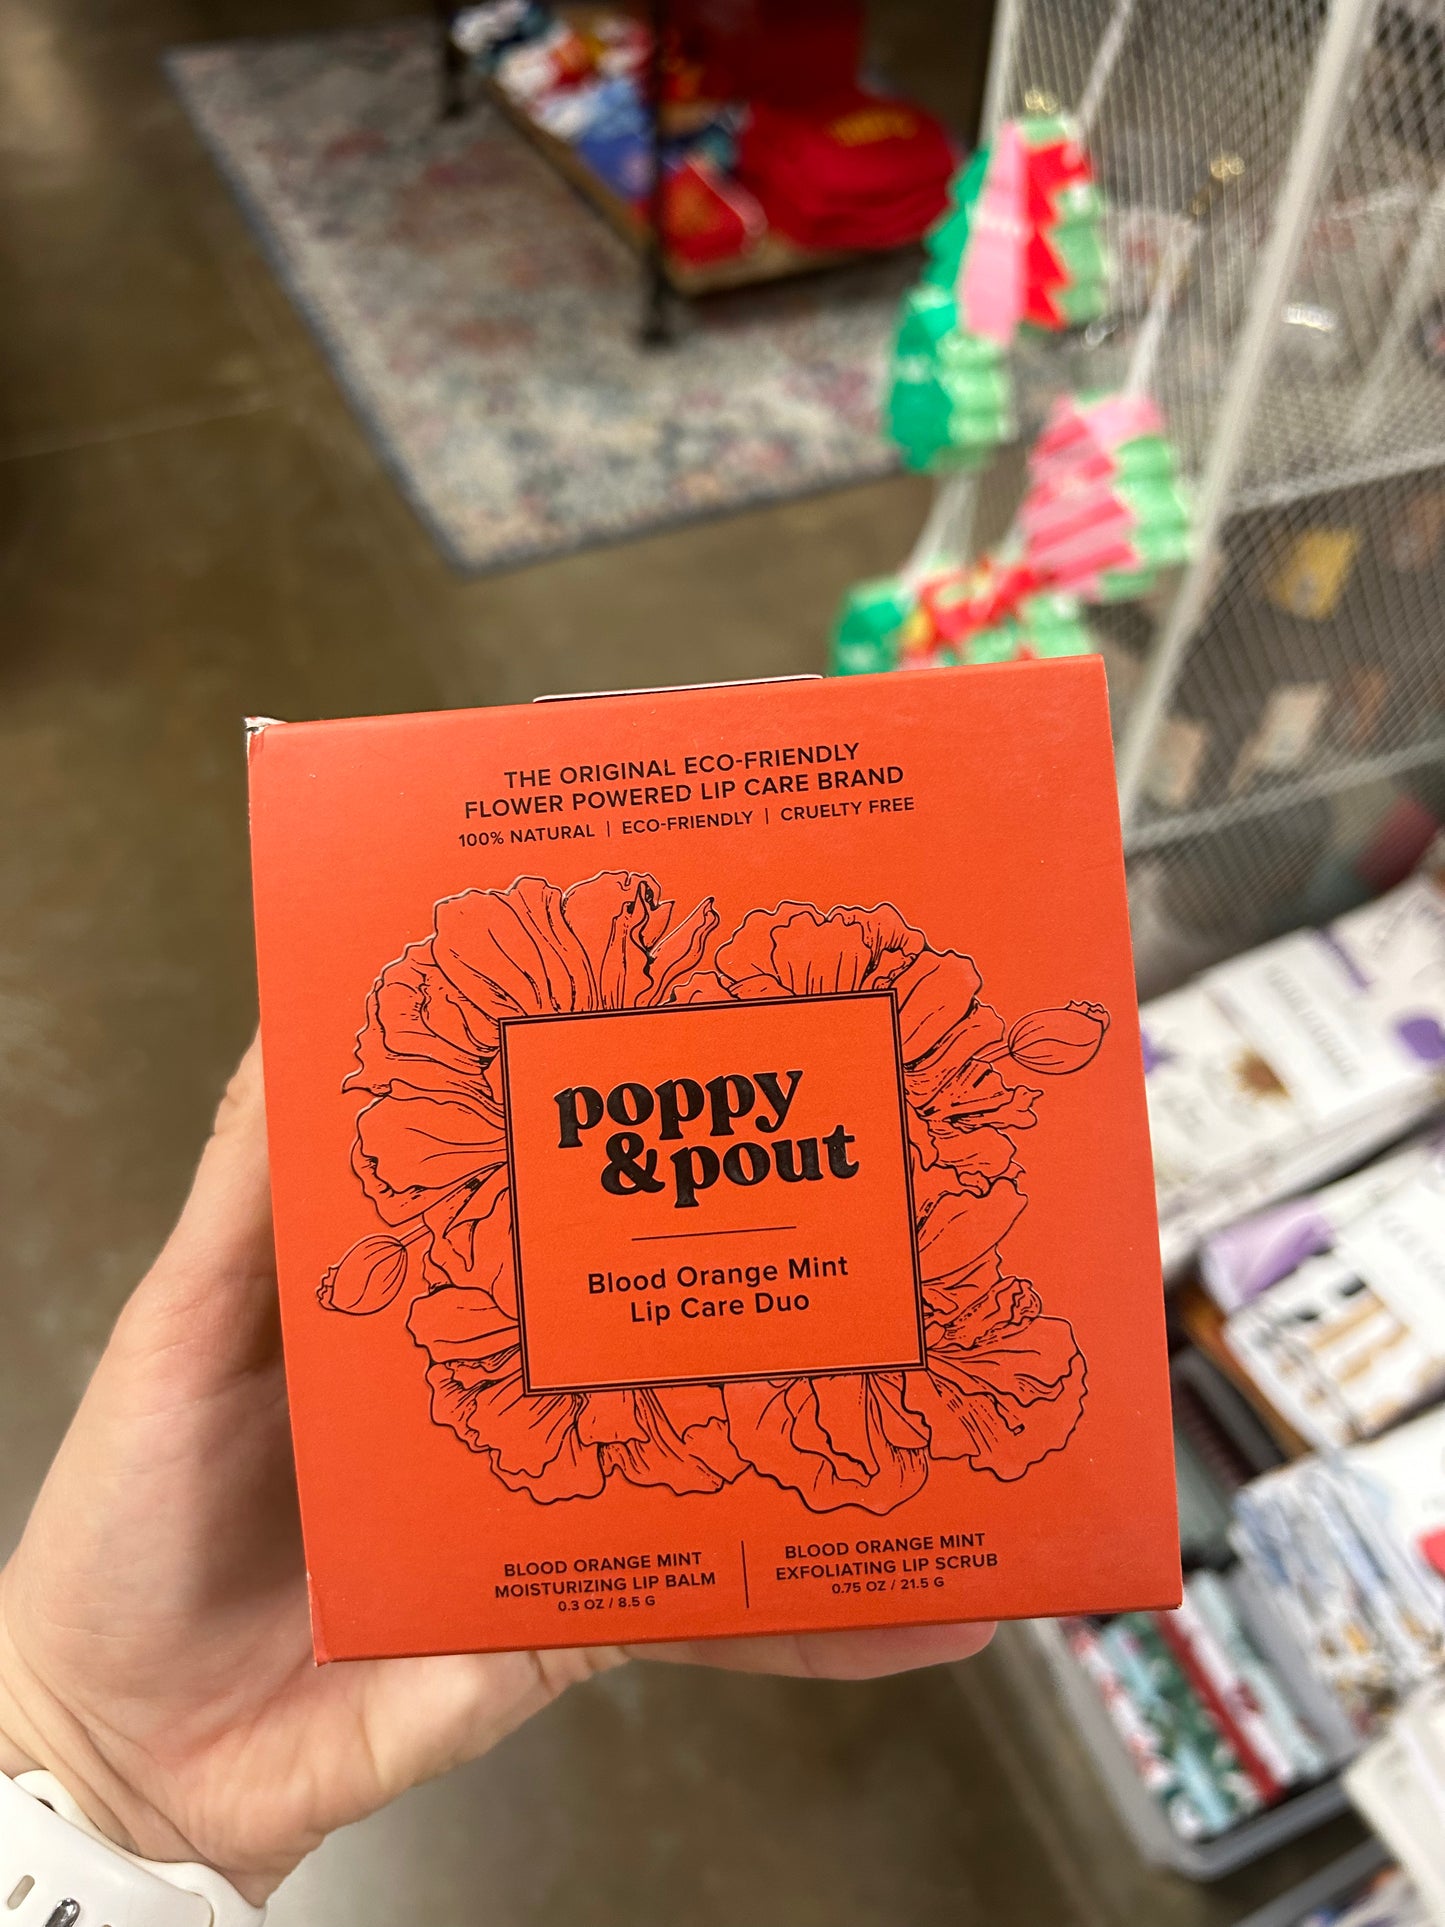 THE ORIGINAL ECO-FRIENDLY
FLOWER POWERED LIP CARE BRAND
100% NATURAL | ECO-FRIENDLY | CRUELTY FREE
poppy
& pout
Blood Orange Mint
Lip Care Duo
BLOOD ORANGE MINT
MOISTURIZING LIP BALM
0.3 OZ / 8.5 G
BLOOD ORANGE MINT
EXFOLIATING LIP SCRUB
0.75 OZ / 21.5 G